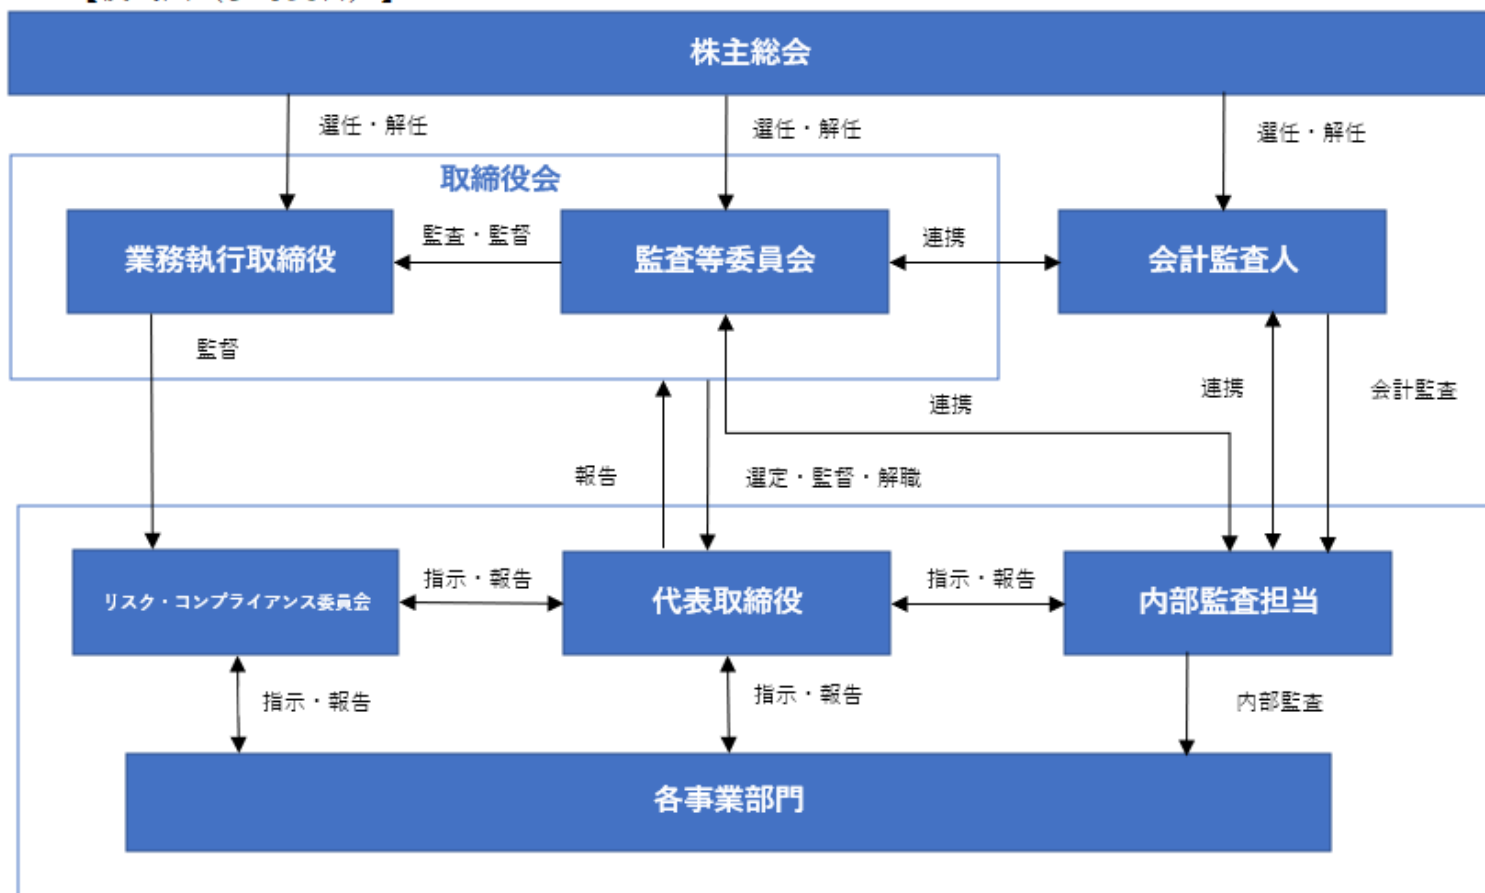 株主総会
選任・解任
選任・解任
選任・解任
取締役会
業務執行取締役
監査・監督
監査等委員会
連携
会計監査人
監督
連携
連携
会計監査
報告
選定・監督・解職
リスク・コンプライアンス委員会
指示・報告
代表取締役
指示・報告
内部監査担当
指示・報告
指示・報告
内部監査
各事業部門